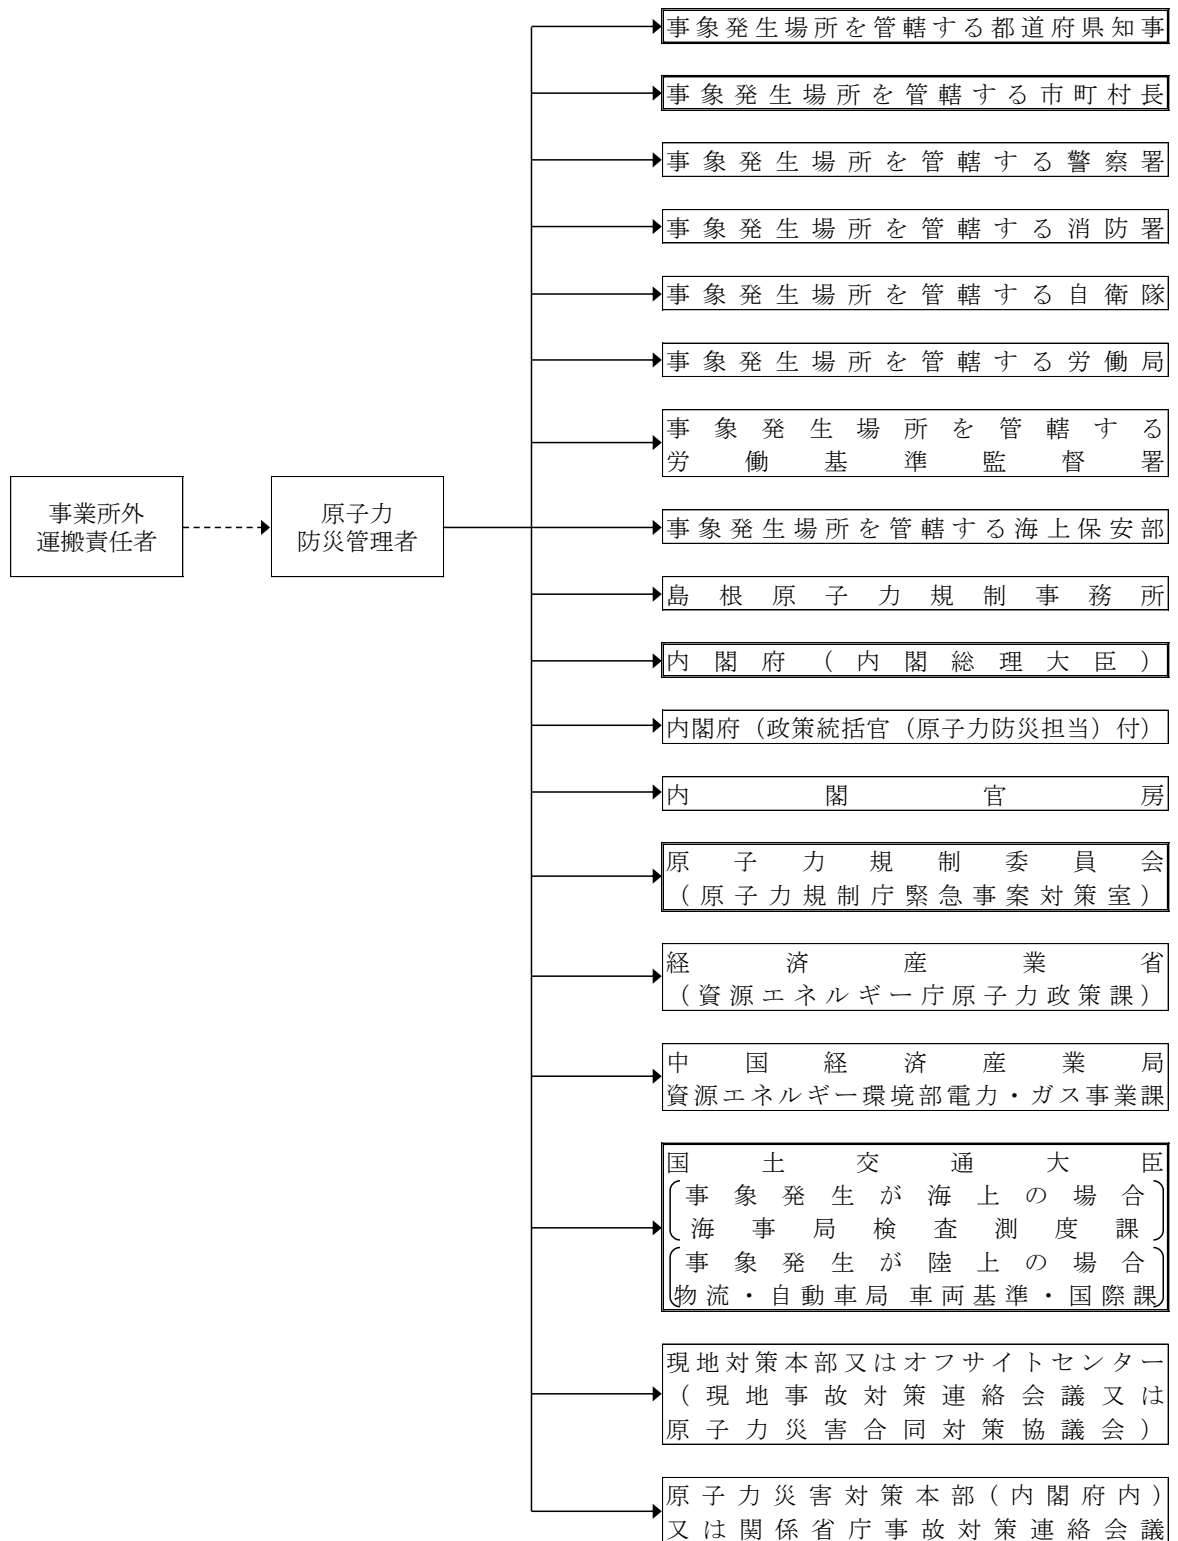 事象発生場所を管轄する都道府県知事
事象発生場所を管轄する市町村長
事象発生場所を管轄する警察署
事象発生場所を管轄する消防署
事象発生場所を管轄する自衛隊
事象発生場所を管轄する労働局
事象発生場所を管轄する
労働基準監督署
事業所外
運搬責任者
原子力
防災管理者
事象発生場所を管轄する海上保安部
島根原子力規制事務所
内閣府（内閣総理大臣）
内閣府（政策統括官（原子力防災担当）付）
内閣官房
原子力規制委員会
（原子力規制庁緊急事案対策室）
経済産業省
（資源エネルギー庁原子力政策課）
中国経済産業局
資源エネルギー環境部電力・ガス事業課
国土交通大臣
事象発生が海上の場合
海事局検査測度課
事象発生が陸上の場合
物流・自動車局 車両基準・国際課
現地対策本部又はオフサイトセンター
（現地事故対策連絡会議又は
原子力災害合同対策協議会）
原子力災害対策本部（内閣府内）
又は関係省庁事故対策連絡会議